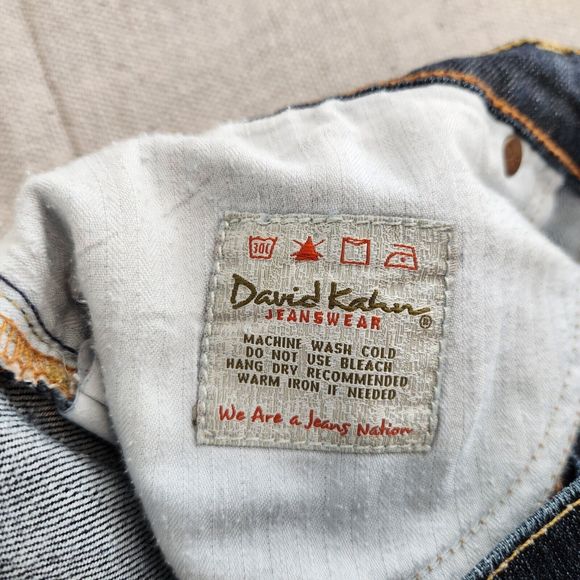 30C
David Kahn®
JEANSWEAR
MACHINE WASH COLD
DO NOT USE BLEACH
HANG DRY RECOMMENDED
WARM IRON IF NEEDED
We Are a Jeans Nation